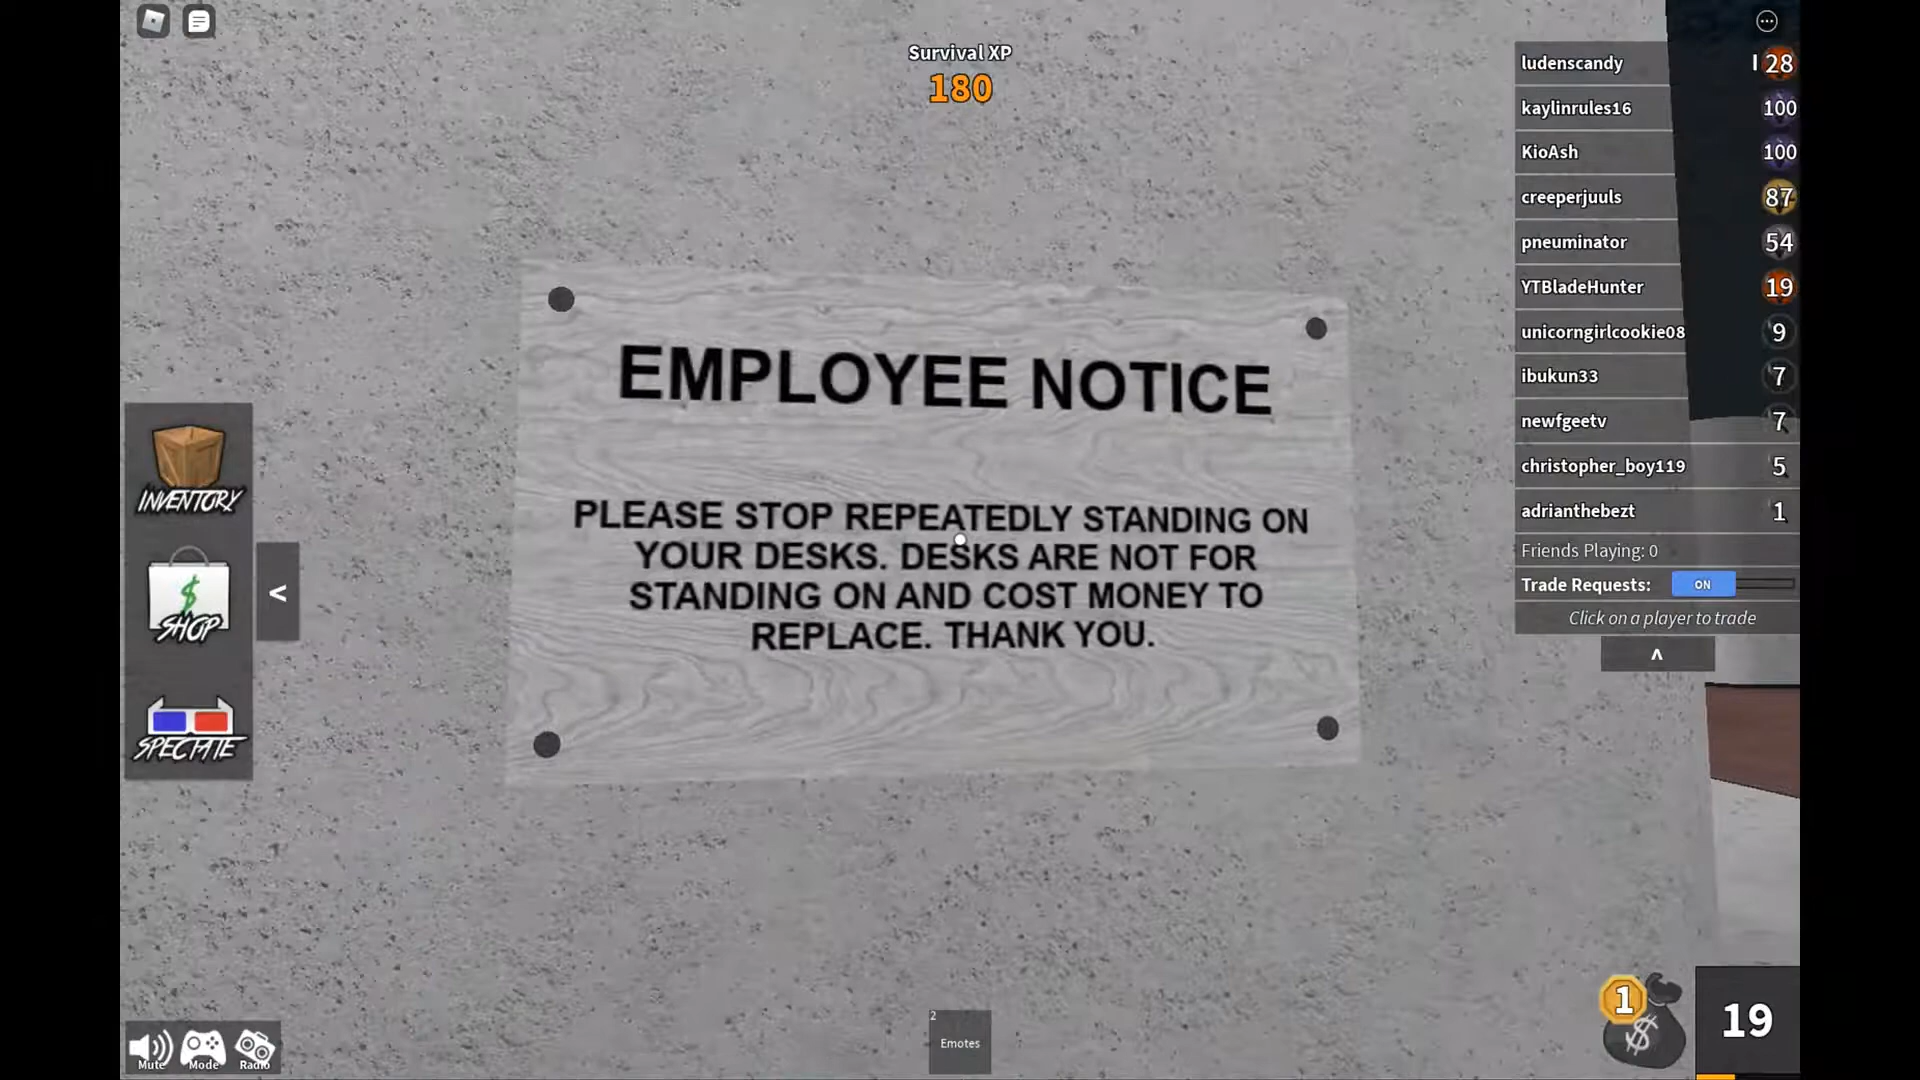 Survival XP
180
ludenscandy 28
kaylinrules16 100
KioAsh 100
creeperjuuls 87
pneuminator 54
YTBladeHunter 19
unicorngirlcookie08 9
ibukun33 7
newfgeetv 7
christopher_boy119 5
adrianthebezt 1
Friends Playing: 0
Trade Requests: ON
Click on a player to trade
^
EMPLOYEE NOTICE
PLEASE STOP REPEATEDLY STANDING ON
YOUR DESKS. DESKS ARE NOT FOR
STANDING ON AND COST MONEY TO
REPLACE. THANK YOU.
INVENTORY
$
SHOP
<
SPECTATE
Mute Mode Radio
2
Emotes
1
$
19